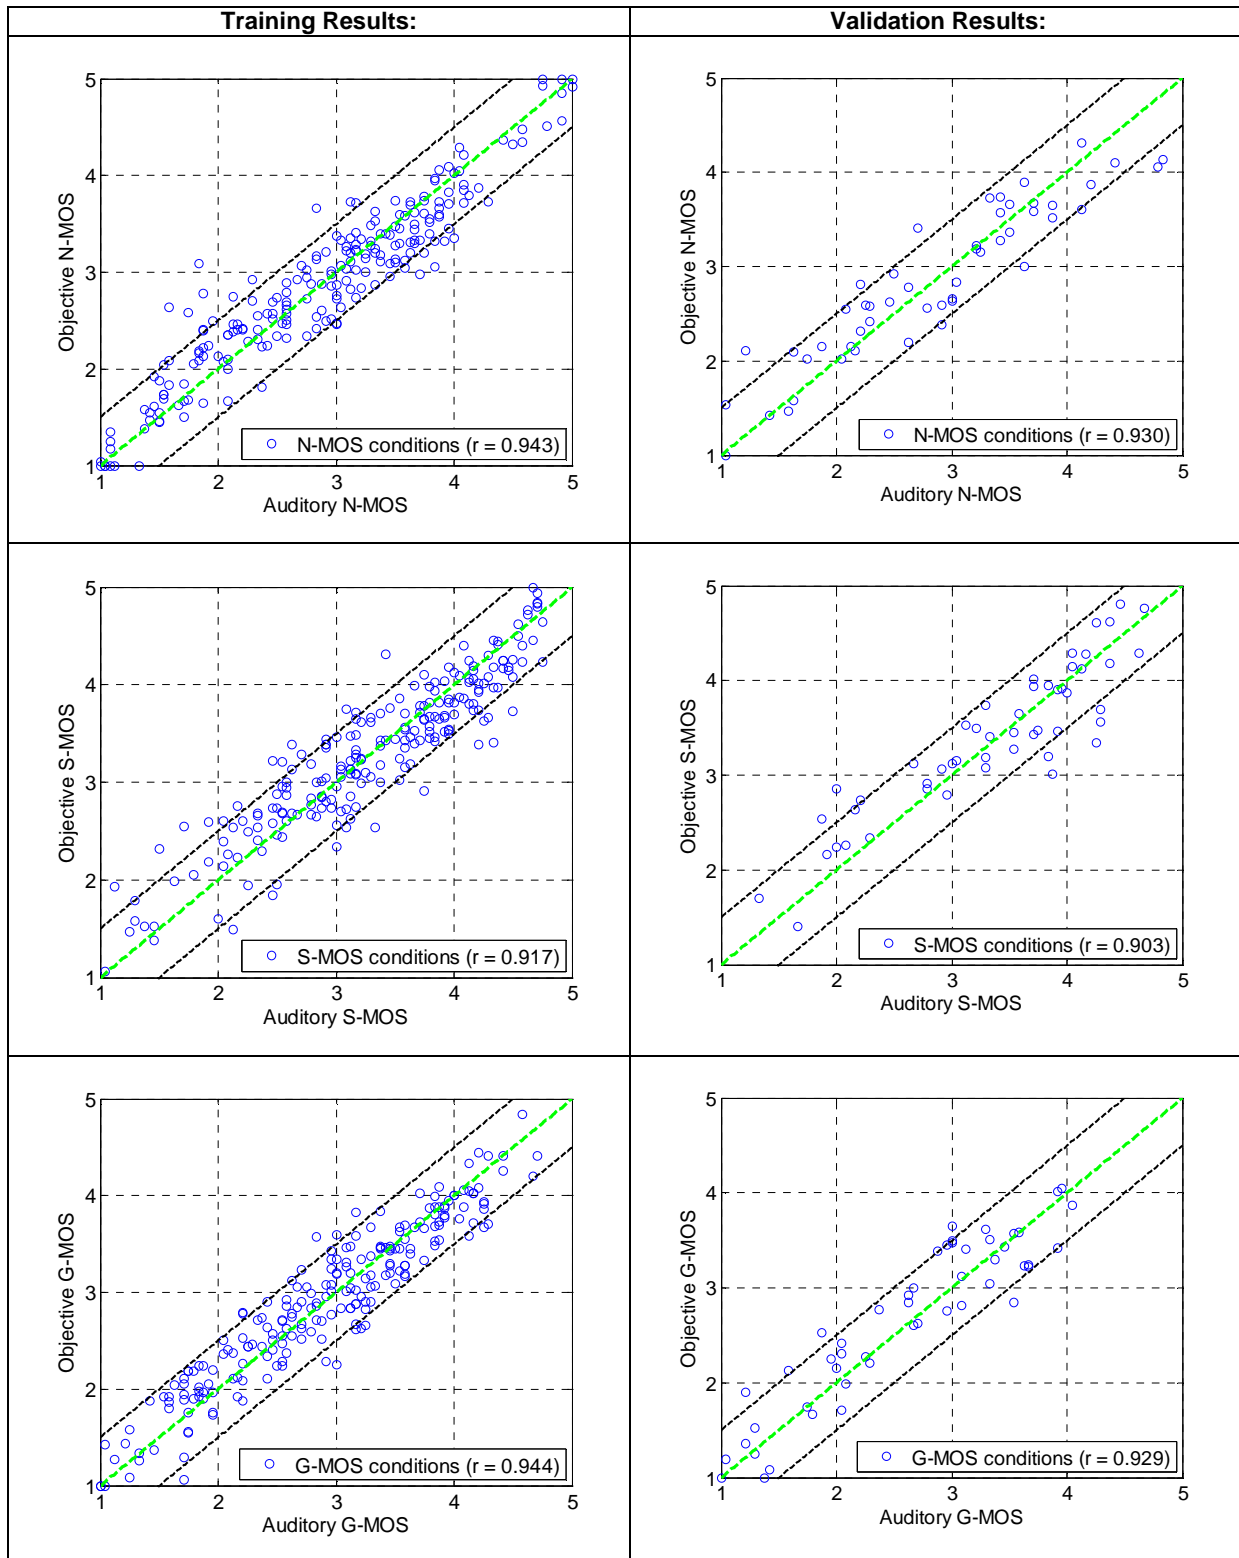 Training Results:
Validation Results:
5
4
3
2
1
Objective N-MOS
N-MOS conditions (r = 0.943)
1 2 3 4 5
Auditory N-MOS
5
4
3
2
1
Objective N-MOS
N-MOS conditions (r = 0.930)
1 2 3 4 5
Auditory N-MOS
5
4
3
2
1
Objective S-MOS
S-MOS conditions (r = 0.917)
1 2 3 4 5
Auditory S-MOS
5
4
3
2
1
Objective S-MOS
S-MOS conditions (r = 0.903)
1 2 3 4 5
Auditory S-MOS
5
4
3
2
1
Objective G-MOS
G-MOS conditions (r = 0.944)
1 2 3 4 5
Auditory G-MOS
5
4
3
2
1
Objective G-MOS
G-MOS conditions (r = 0.929)
1 2 3 4 5
Auditory G-MOS